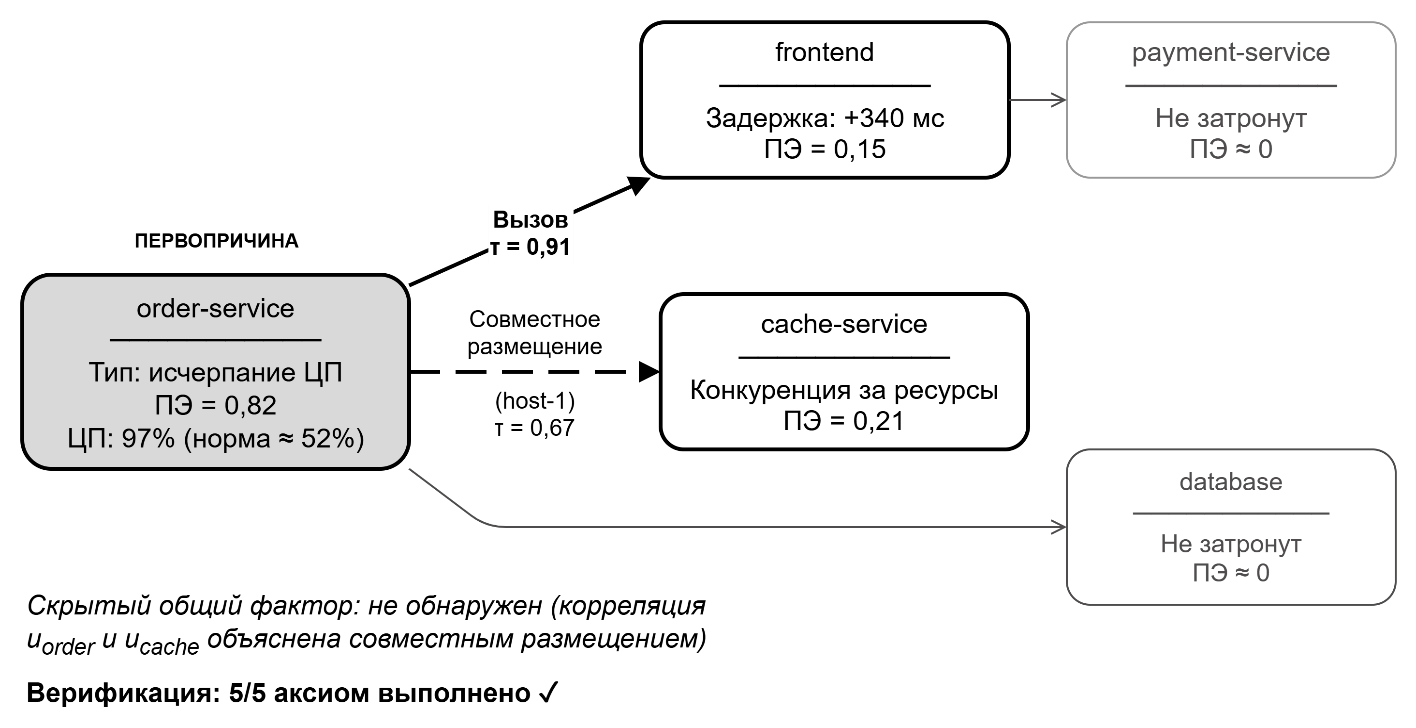 frontend
Задержка: +340 мс
ПЭ = 0,15
payment-service
Не затронут
ПЭ ≈ 0
Вызов
τ = 0,91
ПЕРВОПРИЧИНА
order-service
Тип: исчерпание ЦП
ПЭ = 0,82
ЦП: 97% (норма ≈ 52%)
Совместное
размещение
(host-1)
τ = 0,67
cache-service
Конкуренция за ресурсы
ПЭ = 0,21
database
Не затронут
ПЭ ≈ 0
Скрытый общий фактор: не обнаружен (корреляция
u_order и u_cache объяснена совместным размещением)
Верификация: 5/5 аксиом выполнено ✓